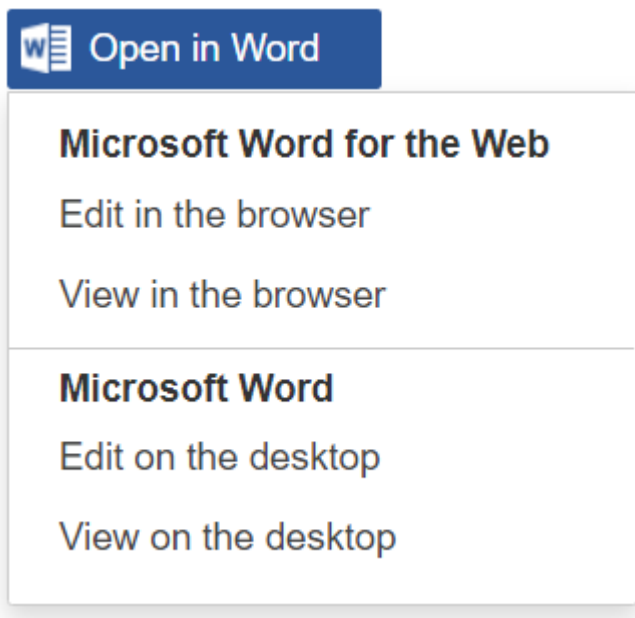 Open in Word
Microsoft Word for the Web
Edit in the browser
View in the browser
Microsoft Word
Edit on the desktop
View on the desktop